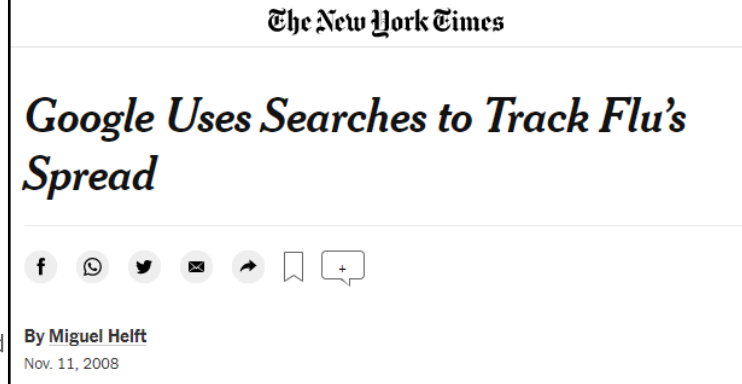 The New York Times
Google Uses Searches to Track Flu's
Spread
f
+
By Miguel Helft
Nov. 11, 2008